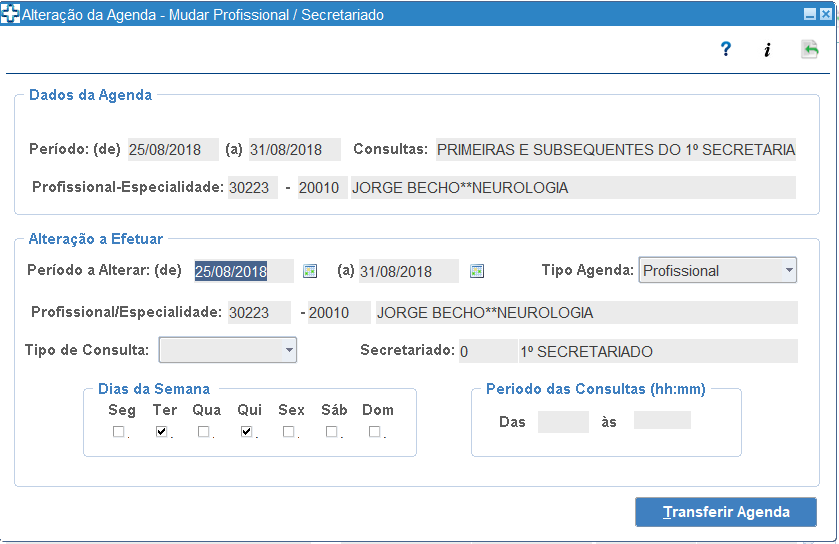 Alteração da Agenda - Mudar Profissional / Secretariado
? i
Dados da Agenda
Período: (de) 25/08/2018 (a) 31/08/2018 Consultas: PRIMEIRAS E SUBSEQUENTES DO 1º SECRETARIA
Profissional-Especialidade: 30223 - 20010 JORGE BECHO**NEUROLOGIA
Alteração a Efetuar
Período a Alterar: (de) 25/08/2018 (a) 31/08/2018 Tipo Agenda: Profissional
Profissional/Especialidade: 30223 - 20010 JORGE BECHO**NEUROLOGIA
Tipo de Consulta: Secretariado: 0 1º SECRETARIADO
Dias da Semana Periodo das Consultas (hh:mm)
Seg Ter Qua Qui Sex Sáb Dom
. . . . . . .
Das às
Transferir Agenda